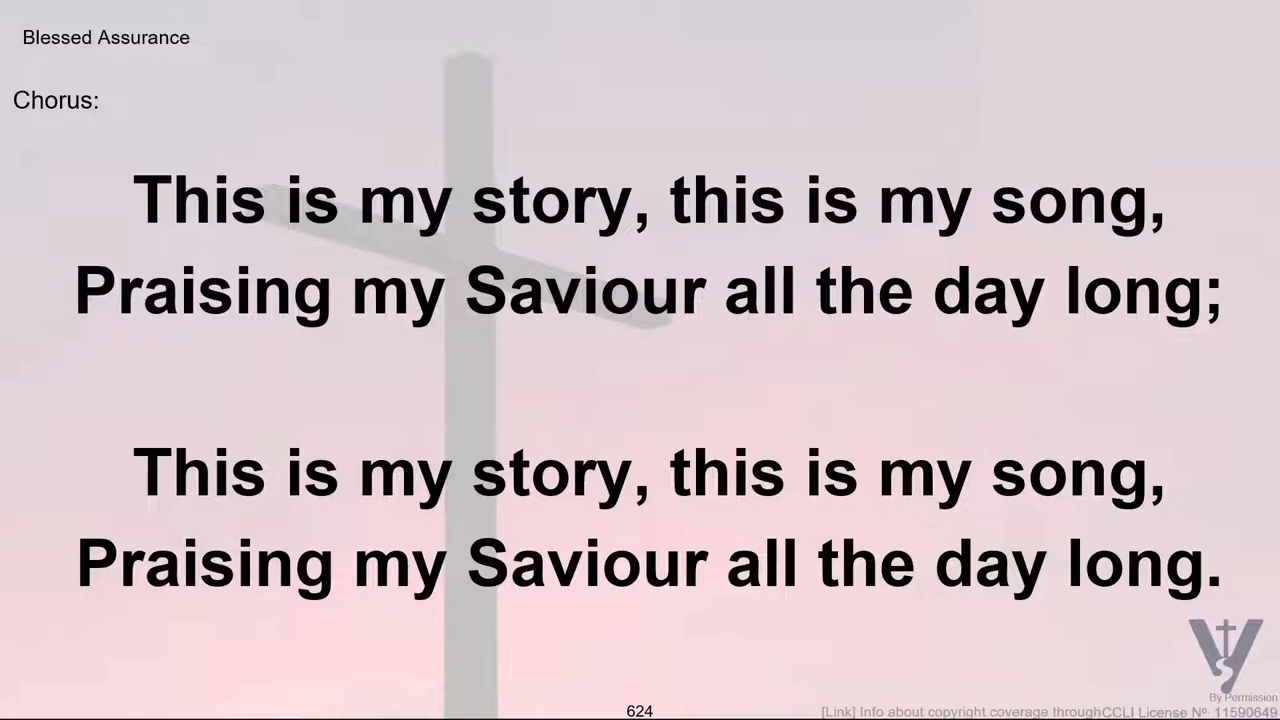 Blessed Assurance
Chorus:
This is my story, this is my song,
Praising my Saviour all the day long;
This is my story, this is my song,
Praising my Saviour all the day long.
By Permission
624
[Link] Info about copyright coverage throughCCLI License Nº. 11590649